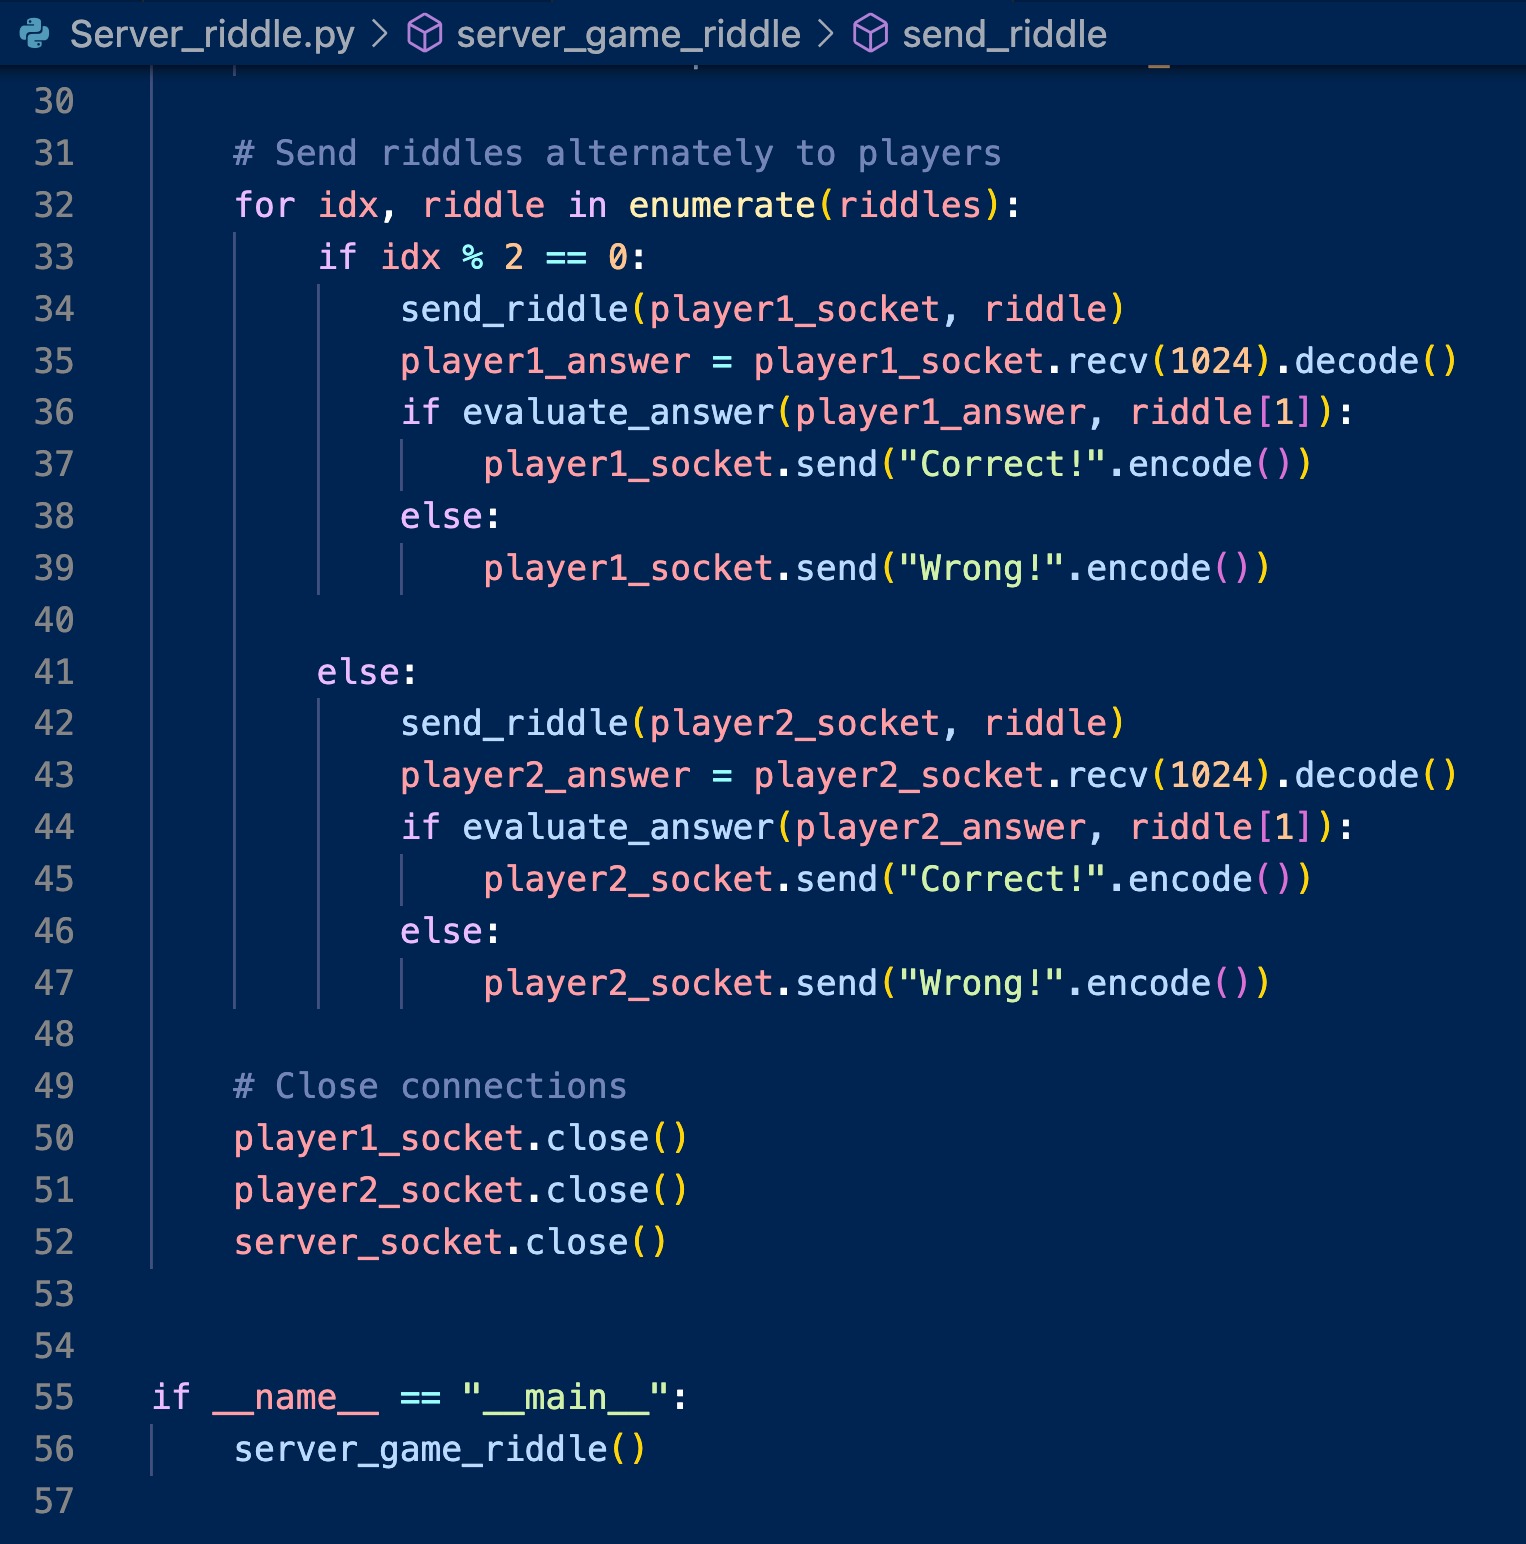 Server_riddle.py > server_game_riddle > send_riddle
30
31 # Send riddles alternately to players
32 for idx, riddle in enumerate(riddles):
33 if idx % 2 == 0:
34 send_riddle(player1_socket, riddle)
35 player1_answer = player1_socket.recv(1024).decode()
36 if evaluate_answer(player1_answer, riddle[1]):
37 player1_socket.send("Correct!".encode())
38 else:
39 player1_socket.send("Wrong!".encode())
40
41 else:
42 send_riddle(player2_socket, riddle)
43 player2_answer = player2_socket.recv(1024).decode()
44 if evaluate_answer(player2_answer, riddle[1]):
45 player2_socket.send("Correct!".encode())
46 else:
47 player2_socket.send("Wrong!".encode())
48
49 # Close connections
50 player1_socket.close()
51 player2_socket.close()
52 server_socket.close()
53
54
55 if __name__ == "__main__":
56 server_game_riddle()
57